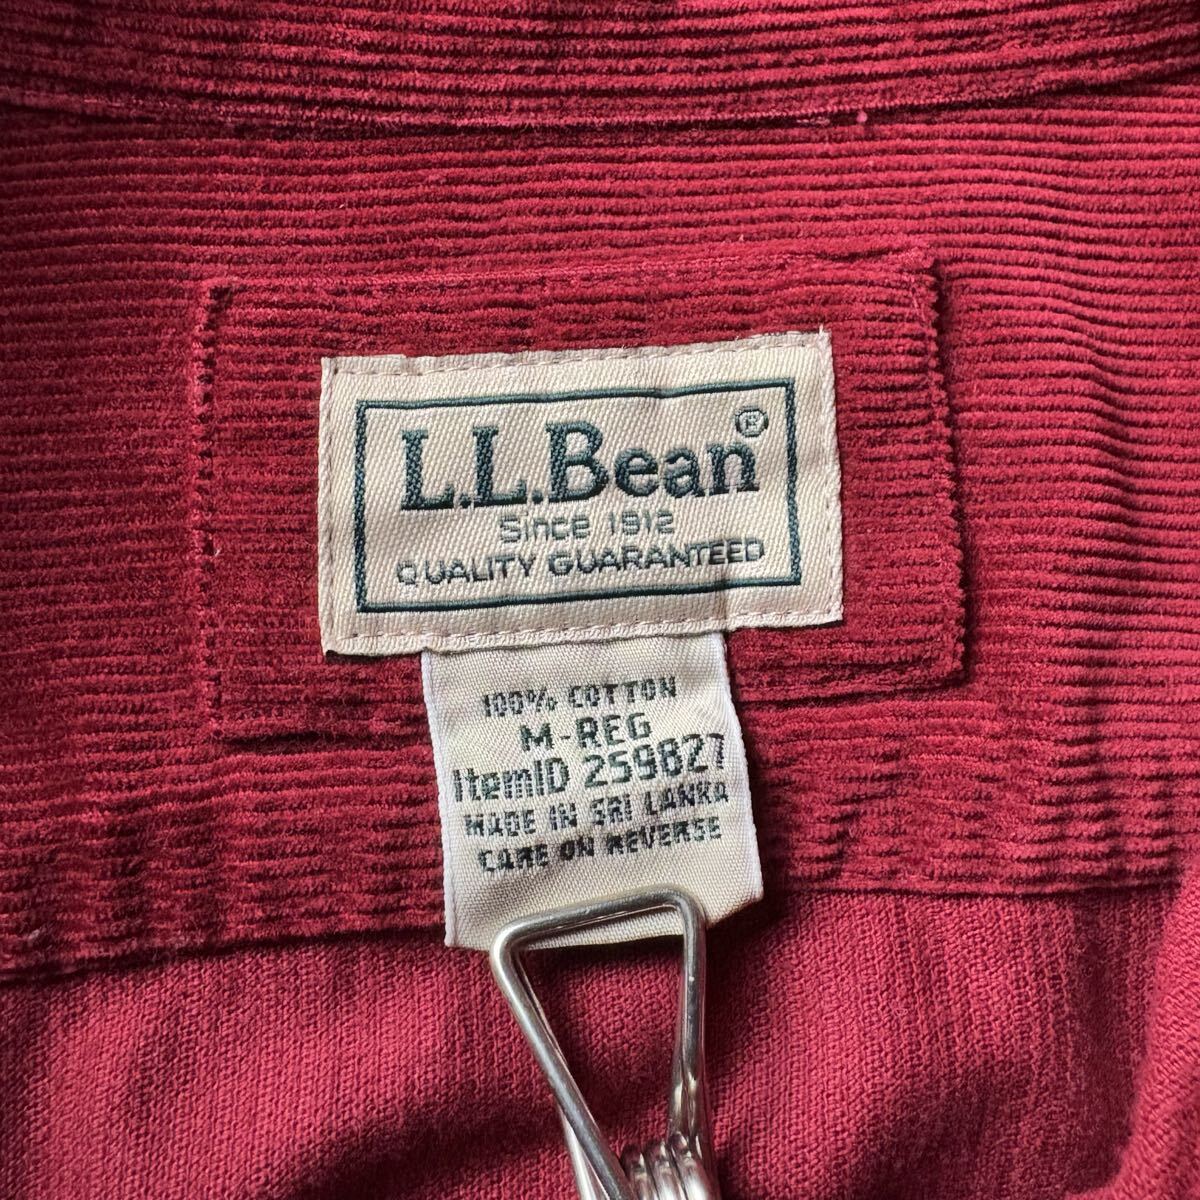 L.L.Bean®
Since 1912
QUALITY GUARANTEED
100% COTTON
M-REG
ItemID 259827
MADE IN SRI LANKA
CARE ON REVERSE